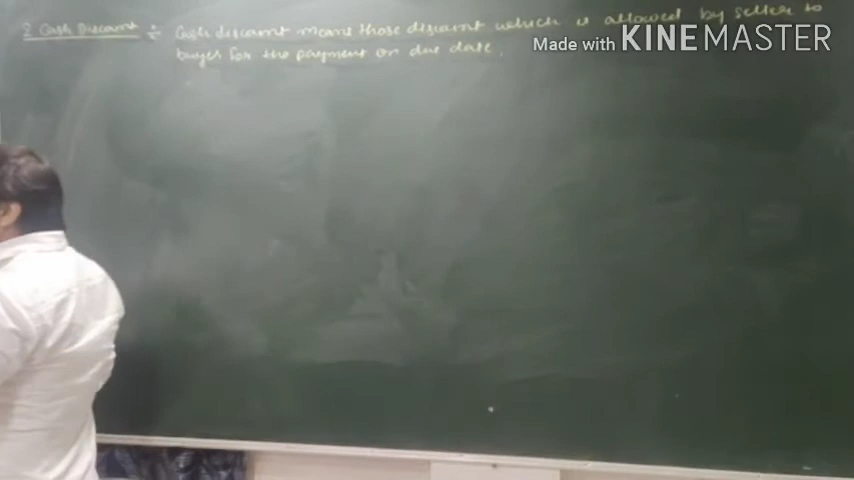 2 Cash Discount ÷ Cash discount means those discount which is allowed by seller to
buyer for the payment on due date.
Made with KINEMASTER